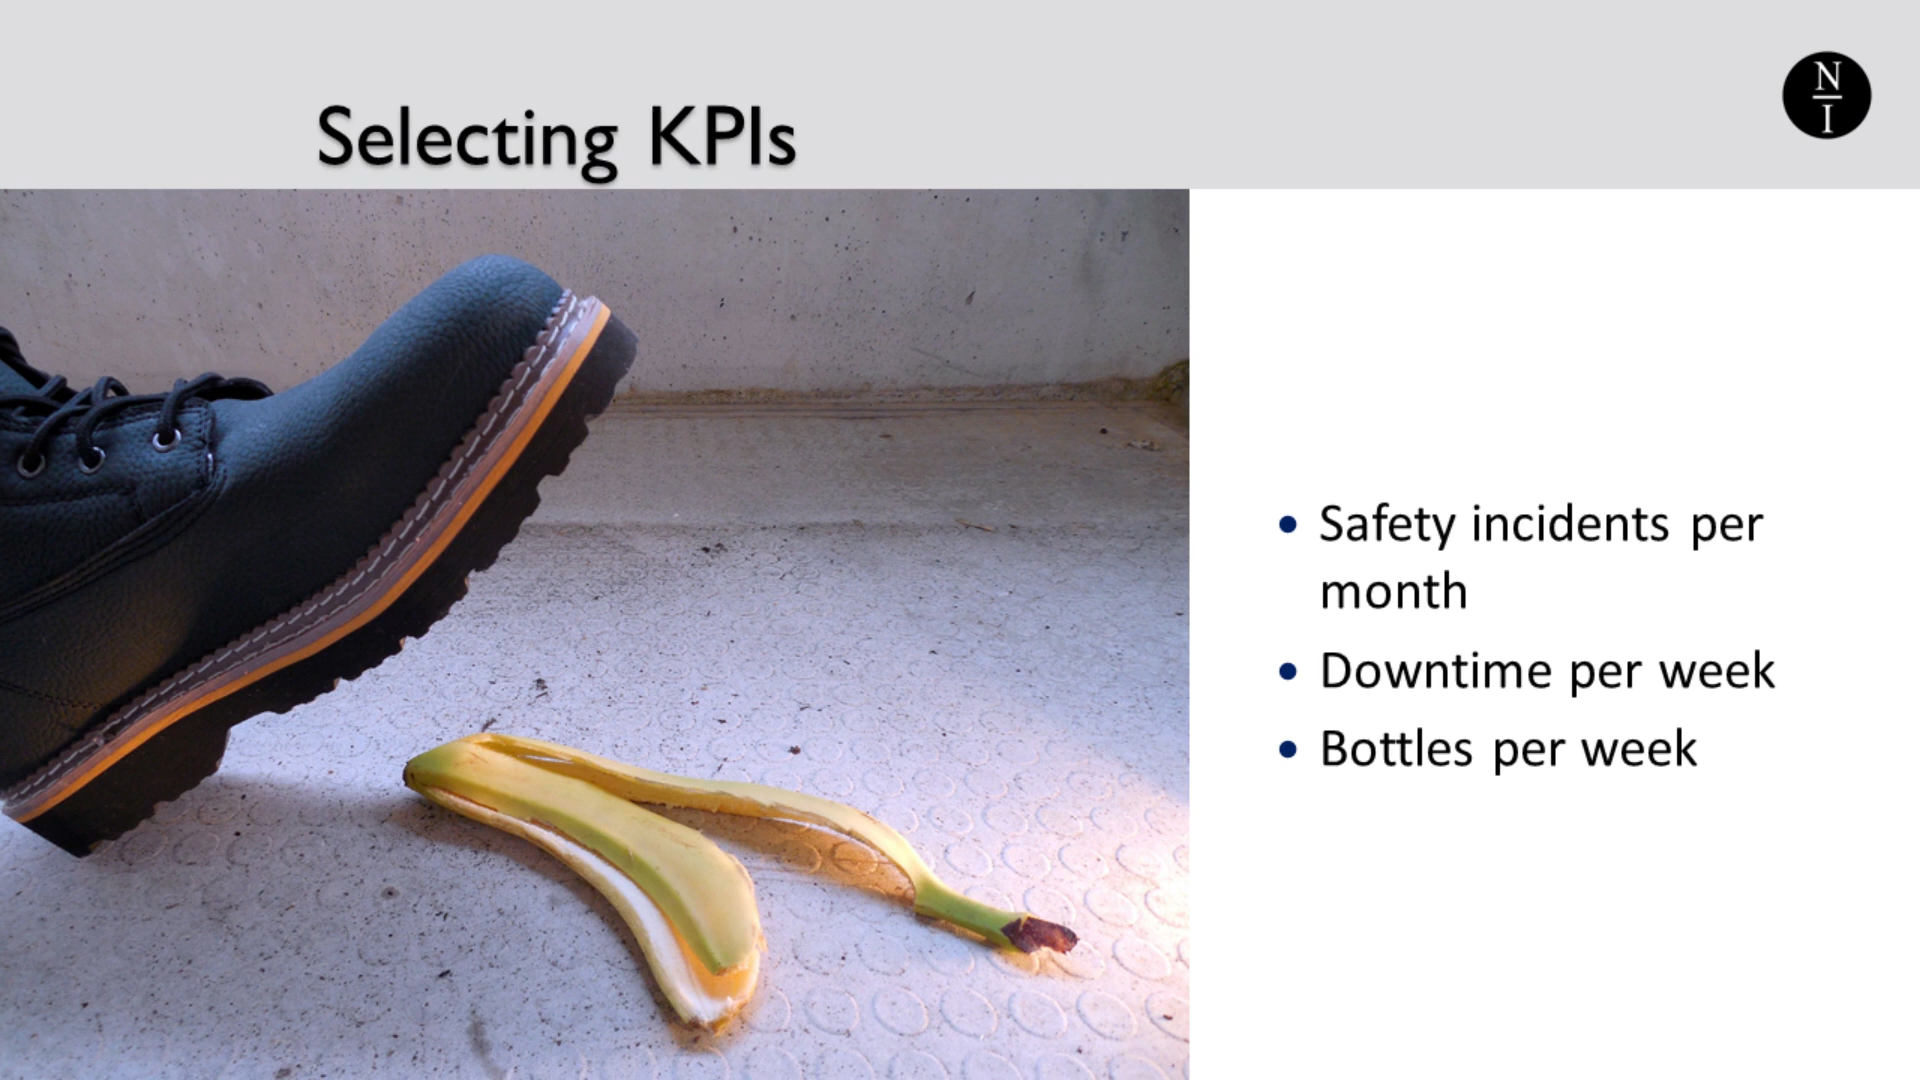 Selecting KPIs
N
I
• Safety incidents per
month
• Downtime per week
• Bottles per week